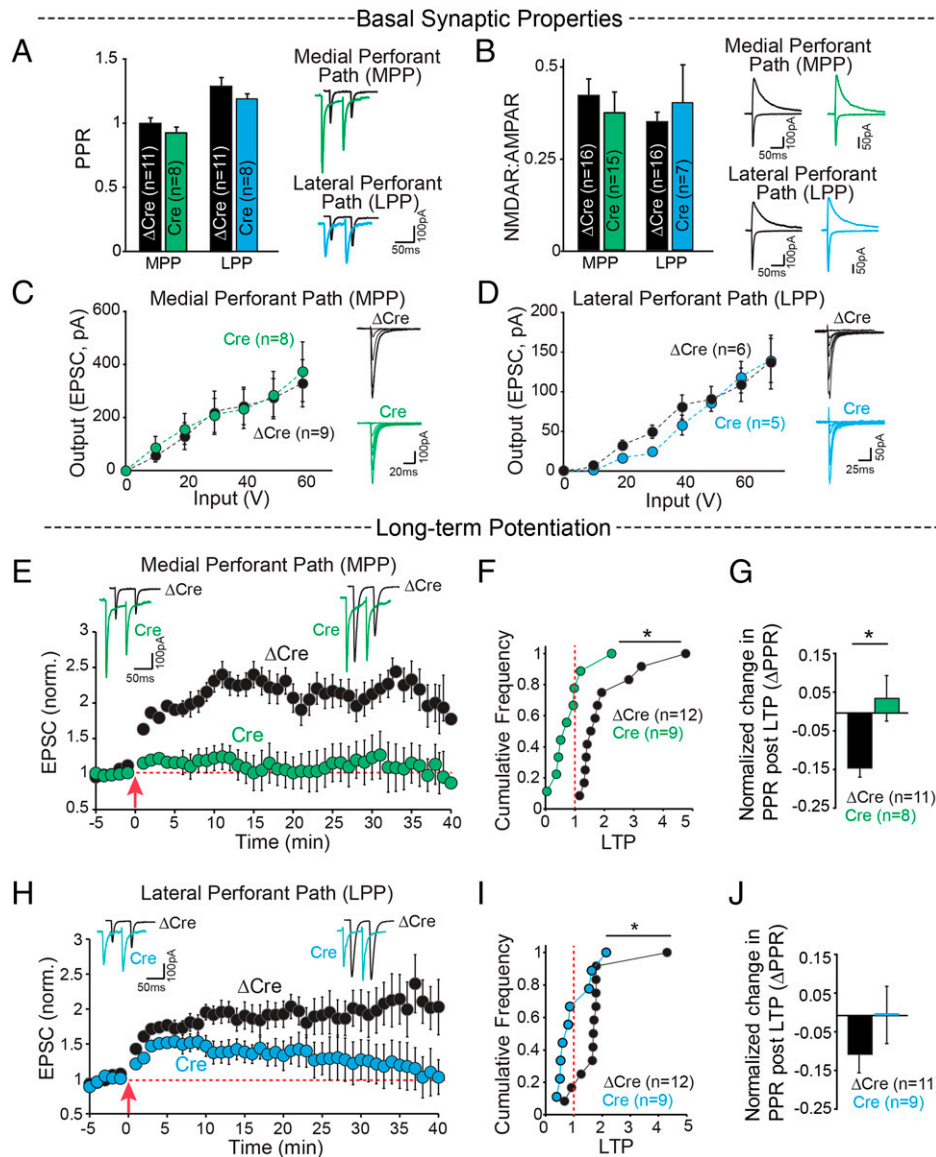 Basal Synaptic Properties
A
PPR
1.5
1
0.5
0
ΔCre (n=11)
Cre (n=8)
ΔCre (n=11)
Cre (n=8)
MPP
LPP
Medial Perforant
Path (MPP)
Lateral Perforant
Path (LPP)
50ms
100pA
B
NMDAR:AMPAR
0.5
0.25
0
ΔCre (n=16)
Cre (n=15)
ΔCre (n=16)
Cre (n=7)
MPP
LPP
Medial Perforant
Path (MPP)
50ms
100pA
50pA
Lateral Perforant
Path (LPP)
50ms
100pA
50pA
C
Medial Perforant Path (MPP)
Output (EPSC, pA)
600
400
200
0
0
20
40
60
Input (V)
Cre (n=8)
ΔCre (n=9)
ΔCre
Cre
20ms
100pA
D
Lateral Perforant Path (LPP)
Output (EPSC, pA)
200
150
100
50
0
0
20
40
60
Input (V)
ΔCre (n=6)
Cre (n=5)
ΔCre
Cre
25ms
50pA
Long-term Potentiation
E
Medial Perforant Path (MPP)
EPSC (norm.)
3
2.5
2
1.5
1
0.5
-5
0
5
10
15
20
25
30
35
40
Time (min)
ΔCre
Cre
50ms
100pA
ΔCre
Cre
ΔCre
Cre
F
Cumulative Frequency
1
0.8
0.6
0.4
0.2
0
0
1
2
3
4
5
LTP
*
ΔCre (n=12)
Cre (n=9)
G
Normalized change in
PPR post LTP (ΔPPR)
0.15
0.05
-0.05
-0.15
-0.25
*
ΔCre (n=11)
Cre (n=8)
H
Lateral Perforant Path (LPP)
EPSC (norm.)
3
2.5
2
1.5
1
0.5
-5
0
5
10
15
20
25
30
35
40
Time (min)
ΔCre
Cre
50ms
100pA
ΔCre
Cre
ΔCre
Cre
I
Cumulative Frequency
1
0.8
0.6
0.4
0.2
0
0
1
2
3
4
5
LTP
*
ΔCre (n=12)
Cre (n=9)
J
Normalized change in
PPR post LTP (ΔPPR)
0.15
0.05
-0.05
-0.15
-0.25
ΔCre (n=11
Cre (n=9)